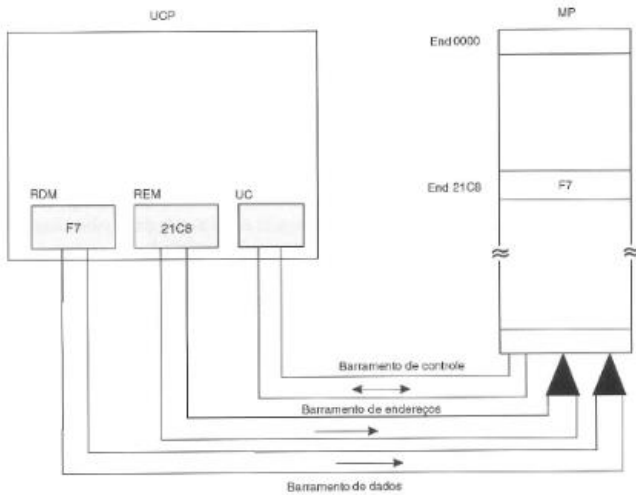 UCP
MP
End 0000
End 21C8
F7
RDM
REM
UC
F7
21C8
Barramento de controle
Barramento de endereços
Barramento de dados